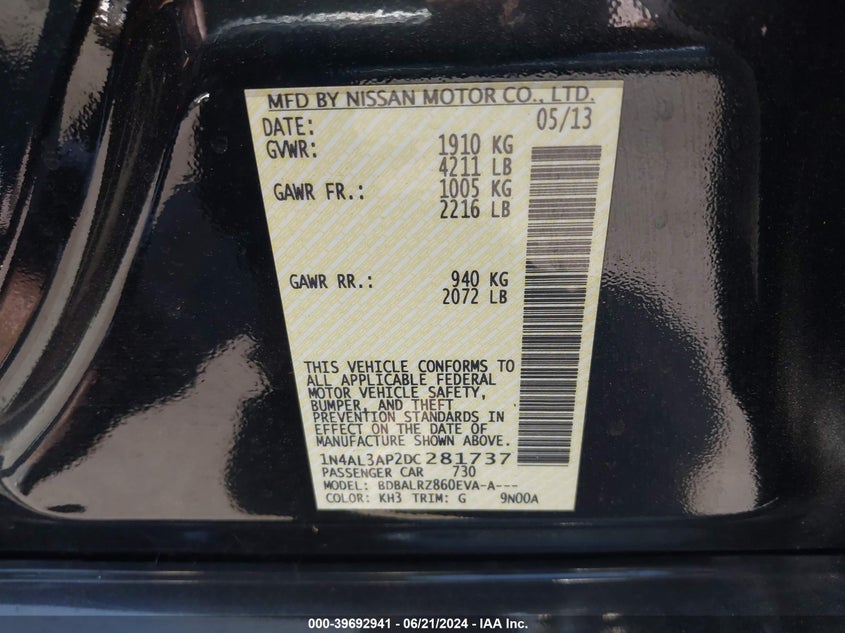 MFD BY NISSAN MOTOR CO., LTD.
DATE: 05/13
GVWR: 1910 KG
4211 LB
GAWR FR.: 1005 KG
2216 LB
GAWR RR.: 940 KG
2072 LB
THIS VEHICLE CONFORMS TO
ALL APPLICABLE FEDERAL
MOTOR VEHICLE SAFETY,
BUMPER, AND THEFT
PREVENTION STANDARDS IN
EFFECT ON THE DATE OF
MANUFACTURE SHOWN ABOVE.
1N4AL3AP2DC281737
PASSENGER CAR 730
MODEL: BDBALRZ860EVA-A---
COLOR: KH3 TRIM: G 9N00A
000-39692941 - 06/21/2024 - IAA Inc.